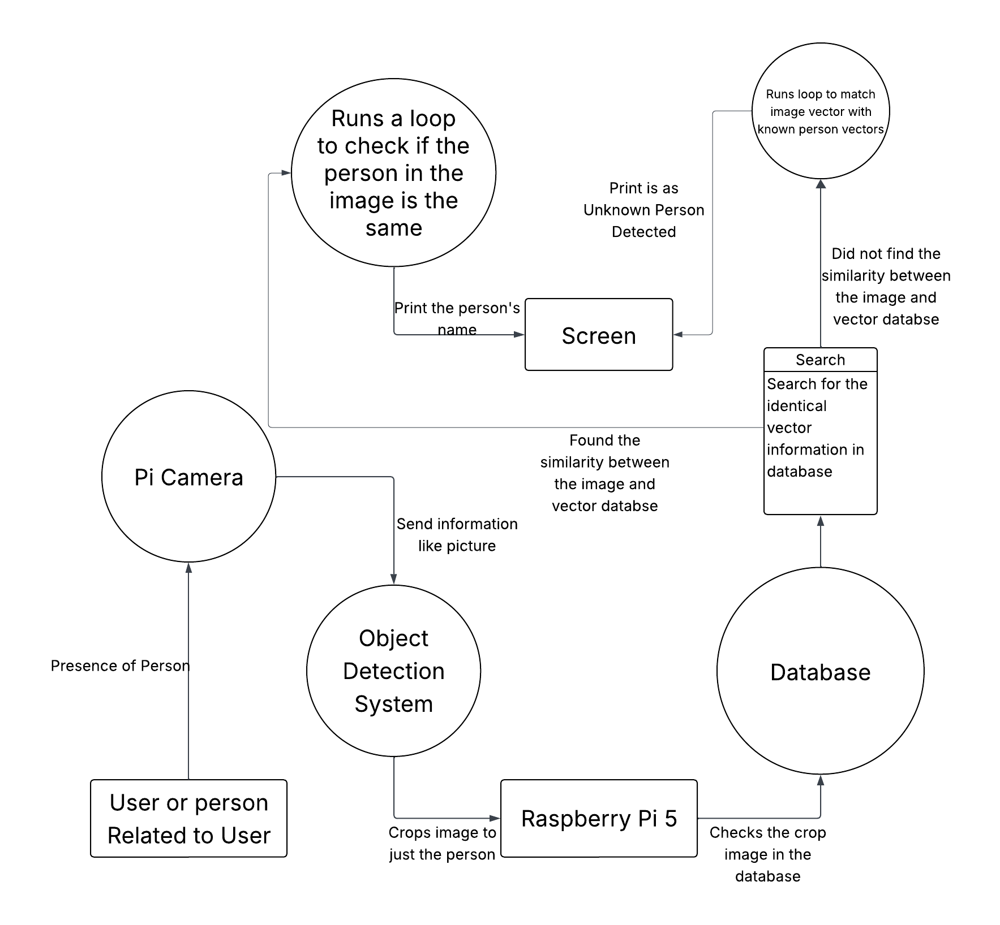 Runs loop to match
image vector with
known person vectors
Runs a loop
to check if the
person in the
image is the
same
Print is as
Unknown Person
Detected
Did not find the
similarity between
the image and
vector databse
Print the person's
name
Screen
Search
Search for the
identical
vector
information in
database
Found the
similarity between
the image and
vector databse
Pi Camera
Send information
like picture
Object
Detection
System
Database
Presence of Person
User or person
Related to User
Raspberry Pi 5
Crops image to
just the person
Checks the crop
image in the
database